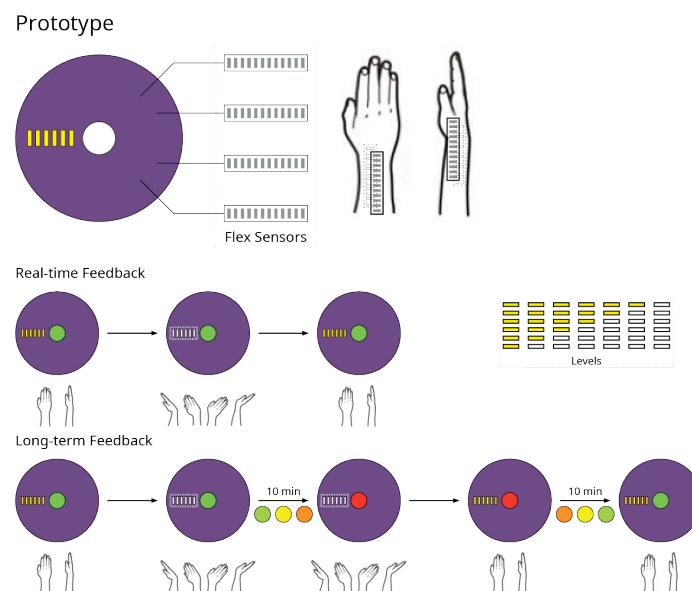 Prototype
Flex Sensors
Real-time Feedback
Levels
Long-term Feedback
10 min
10 min